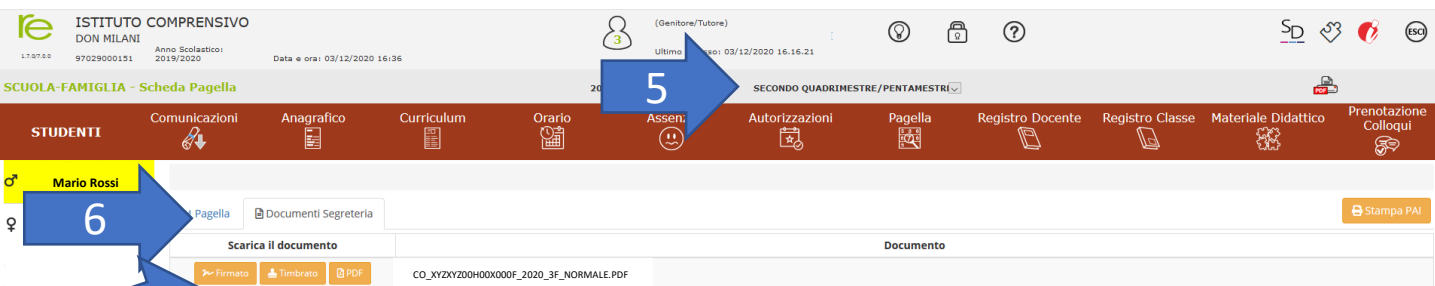 re
ISTITUTO COMPRENSIVO
DON MILANI
1.7.0/7.0.0
97029000151
Anno Scolastico:
2019/2020
Data e ora: 03/12/2020 16:36
3
(Genitore/Tutore)
Ultimo
03/12/2020 16.16.21
?
SD
ESCI
SCUOLA-FAMIGLIA - Scheda Pagella
20
5
SECONDO QUADRIMESTRE/PENTAMESTRE
PDF
STUDENTI
Comunicazioni
Anagrafico
Curriculum
Orario
Assenz
Autorizzazioni
Pagella
Registro Docente
Registro Classe
Materiale Didattico
Prenotazione
Colloqui
Mario Rossi
6
Pagella
Documenti Segreteria
Stampa PAI
Scarica il documento
Documento
Firmato
Timbrato
PDF
CO_XYZXYZ00H00X000F_2020_3F_NORMALE.PDF